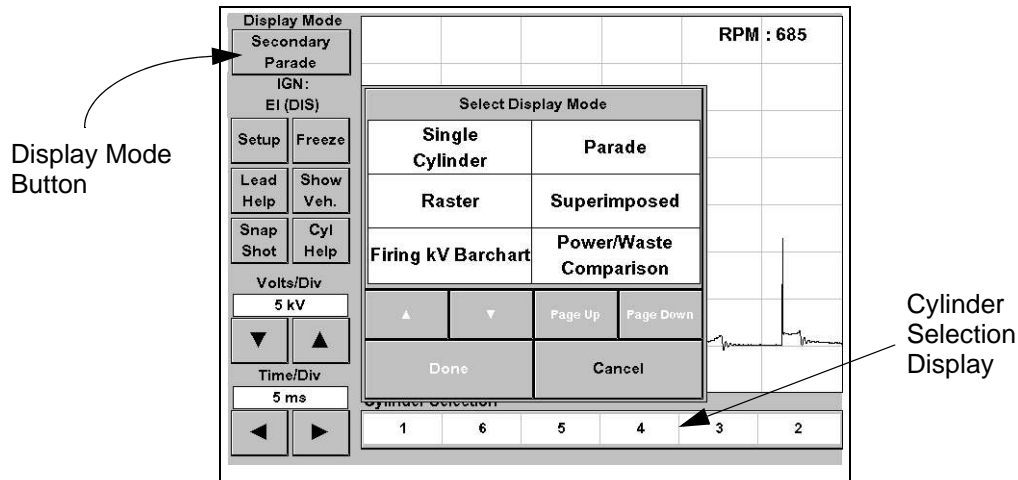 Display Mode
Secondary
Parade
IGN:
EI (DIS)
Setup
Freeze
Lead
Help
Show
Veh.
Snap
Shot
Cyl
Help
Volts/Div
5 kV
▼
▲
Time/Div
5 ms
◄
►
RPM : 685
Select Display Mode
Single
Cylinder
Parade
Raster
Superimposed
Firing kV Barchart
Power/Waste
Comparison
▲
▼
Page Up
Page Down
Done
Cancel
Cylinder Selection
1 6 5 4 3 2
Display Mode
Button
Cylinder
Selection
Display